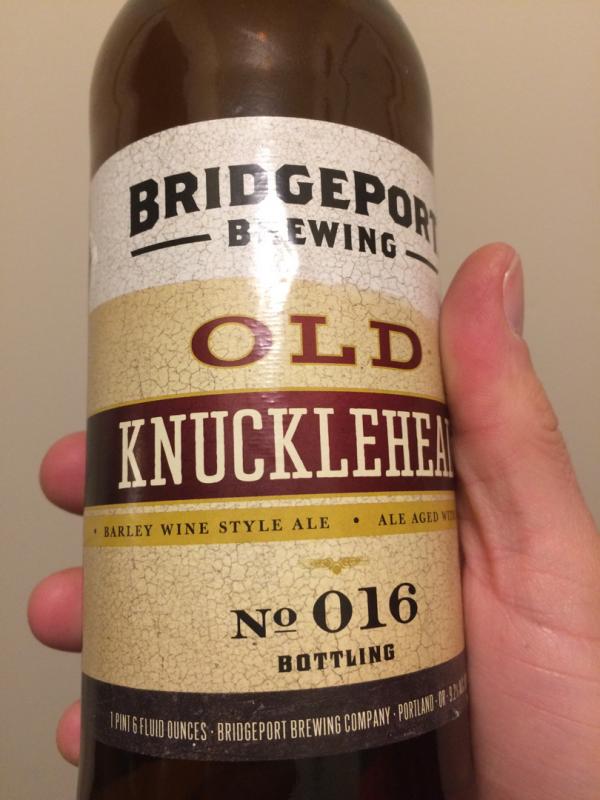 BRIDGEPORT
BREWING
OLD
KNUCKLEHEA
• BARLEY WINE STYLE ALE • ALE AGED
No 016
BOTTLING
1 PINT 6 FLUID OUNCES · BRIDGEPORT BREWING COMPANY · PORTLAND · OR ·